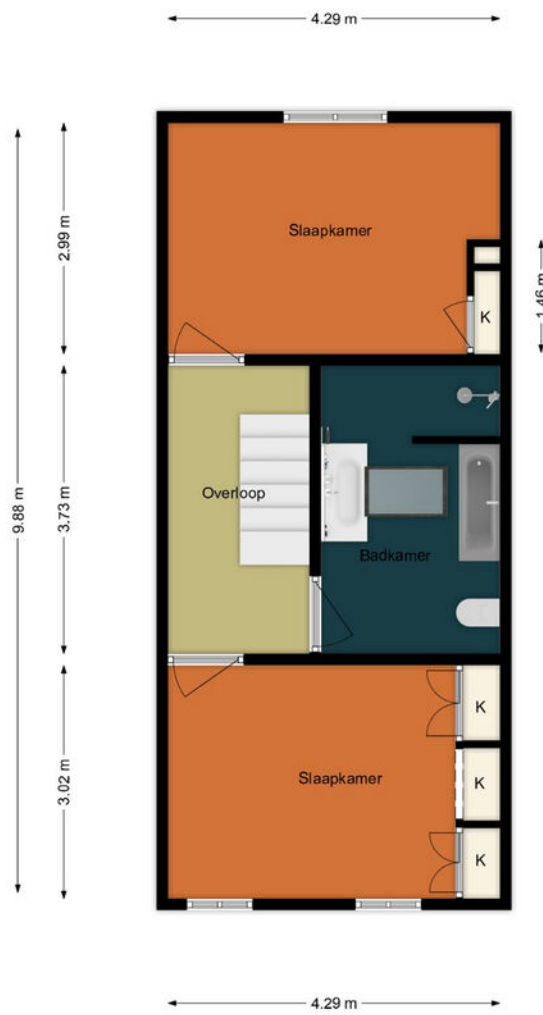 4.29 m
2.99 m
Slaapkamer
1.46 m
K
9.88 m
3.73 m
Overloop
Badkamer
3.02 m
K
Slaapkamer
K
K
4.29 m